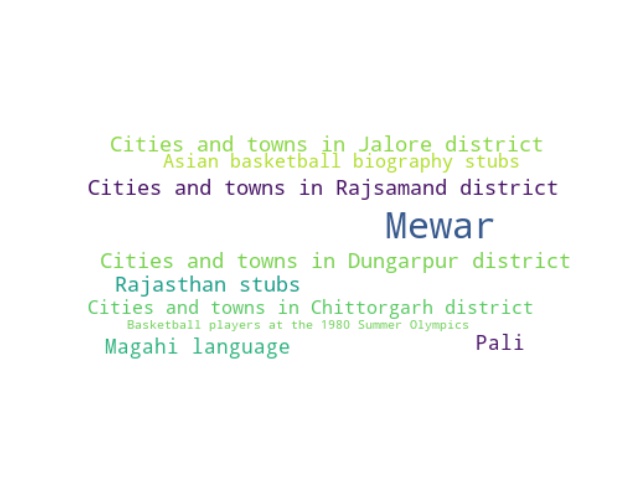 Cities and towns in Jalore district
Asian basketball biography stubs
Cities and towns in Rajsamand district
Mewar
Cities and towns in Dungarpur district
Rajasthan stubs
Cities and towns in Chittorgarh district
Basketball players at the 1980 Summer Olympics
Magahi language
Pali